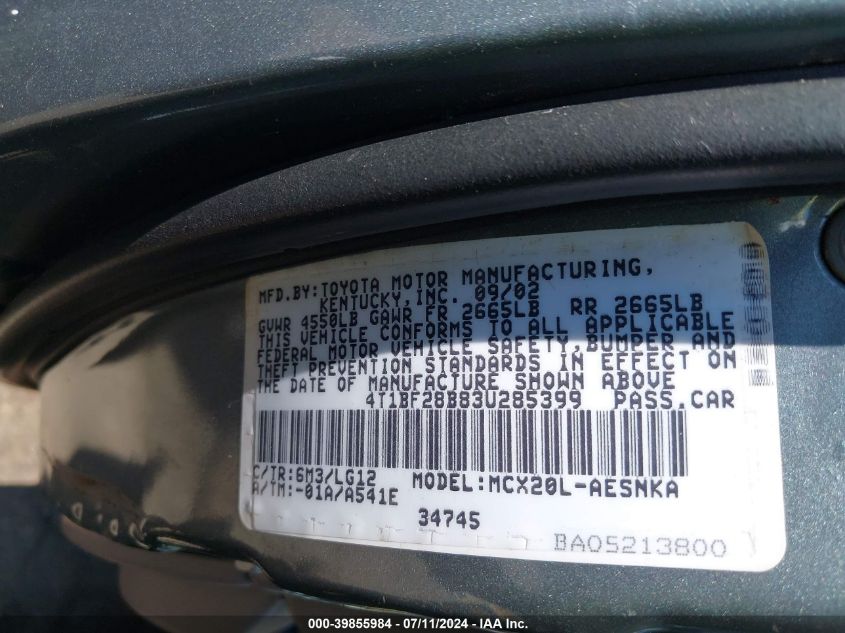 MFD.BY:TOYOTA MOTOR MANUFACTURING,
KENTUCKY,INC. 09/02
GVWR 4550LB GAWR FR 2665LB RR 2665LB
THIS VEHICLE CONFORMS TO ALL APPLICABLE
FEDERAL MOTOR VEHICLE SAFETY,BUMPER AND
THEFT PREVENTION STANDARDS IN EFFECT ON
THE DATE OF MANUFACTURE SHOWN ABOVE
4T1BF28B83U285399 PASS.CAR
C/TR:6M3/LG12 MODEL:MCX20L-AESNKA
A/TM:-01A/A541E
34745
BA05213800
000-39855984 / 07/11/2024 - IAA Inc.